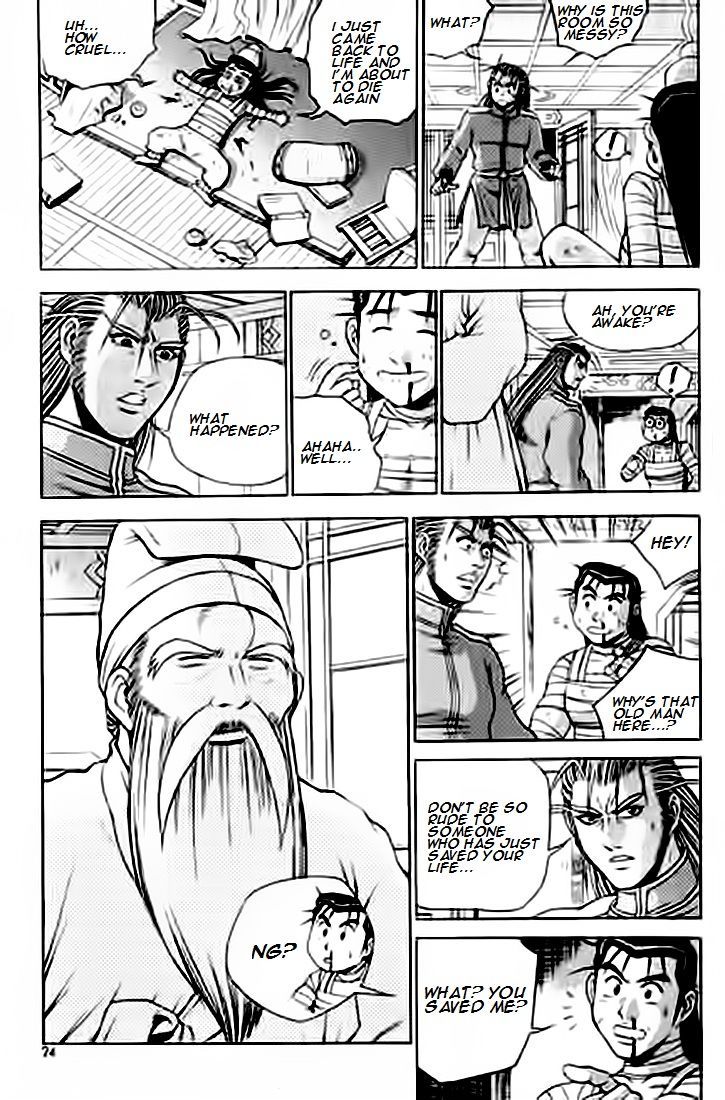 WHY IS THIS
ROOM SO
MESSY?
WHAT?
!
I JUST
CAME
BACK TO
LIFE AND
I'M ABOUT
TO DIE
AGAIN
UH...
HOW
CRUEL...
AH, YOU'RE
AWAKE?
!
AHAHA..
WELL...
WHAT
HAPPENED?
HEY!
WHY'S THAT
OLD MAN
HERE...?
DON'T BE SO
RUDE TO
SOMEONE
WHO HAS JUST
SAVED YOUR
LIFE...
WHAT? YOU
SAVED ME?
NG?
74